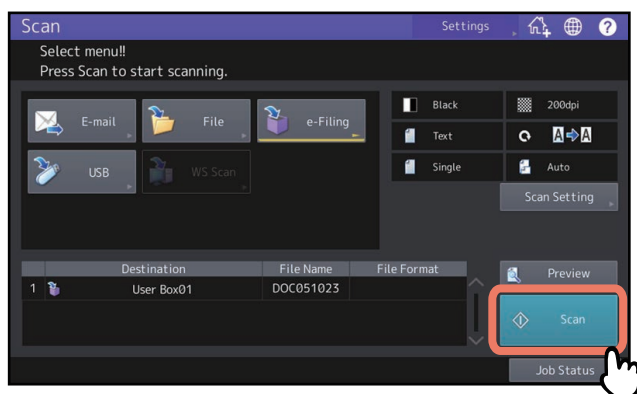 Scan
Settings
Select menu!!
Press Scan to start scanning.
E-mail
File
e-Filing
USB
WS Scan
Black
200dpi
Text
A A
Single
Auto
Scan Setting
Destination File Name File Format
1 User Box01 DOC051023
Preview
Scan
Job Status